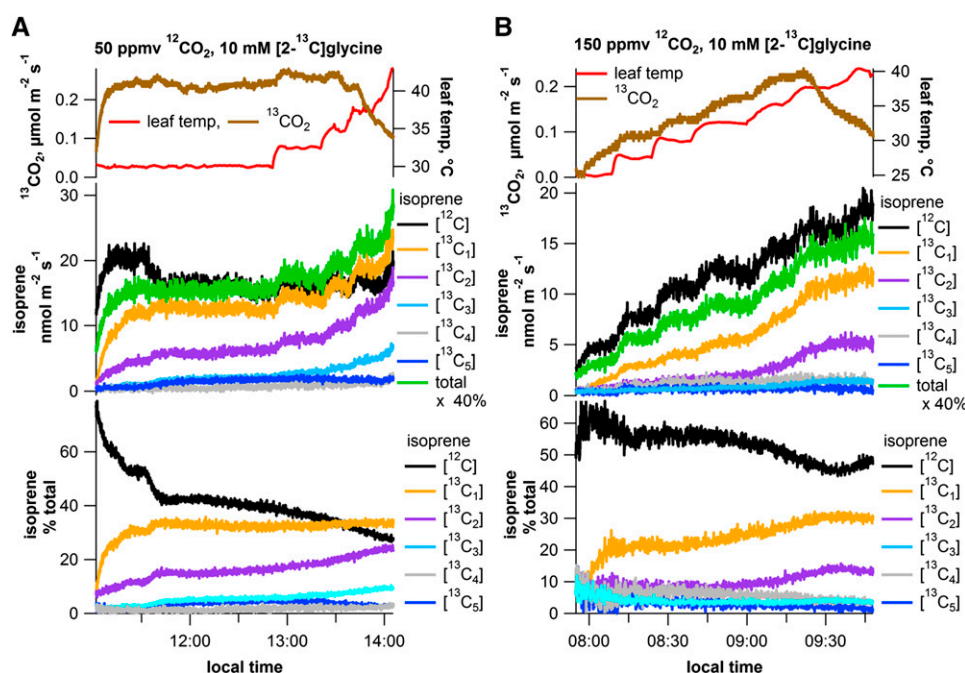 A
50 ppmv ¹²CO₂, 10 mM [2-¹³C]glycine
¹³CO₂, µmol m⁻² s⁻¹
0.2
0.1
0.0
leaf temp,
¹³CO₂
40
35
30
leaf temp, °C
isoprene
nmol m⁻² s⁻¹
30
20
10
0
isoprene
[¹²C]
[¹³C₁]
[¹³C₂]
[¹³C₃]
[¹³C₄]
[¹³C₅]
total
x 40%
isoprene
% total
60
40
20
0
isoprene
[¹²C]
[¹³C₁]
[¹³C₂]
[¹³C₃]
[¹³C₄]
[¹³C₅]
12:00
13:00
14:00
local time
B
150 ppmv ¹²CO₂, 10 mM [2-¹³C]glycine
¹³CO₂, µmol m⁻² s⁻¹
0.2
0.1
0.0
leaf temp
¹³CO₂
40
35
30
25
leaf temp, °C
isoprene
nmol m⁻² s⁻¹
20
15
10
5
0
isoprene
[¹²C]
[¹³C₁]
[¹³C₂]
[¹³C₃]
[¹³C₄]
[¹³C₅]
total
x 40%
isoprene
% total
60
50
40
30
20
10
0
isoprene
[¹²C]
[¹³C₁]
[¹³C₂]
[¹³C₃]
[¹³C₄]
[¹³C₅]
08:00
08:30
09:00
09:30
local time